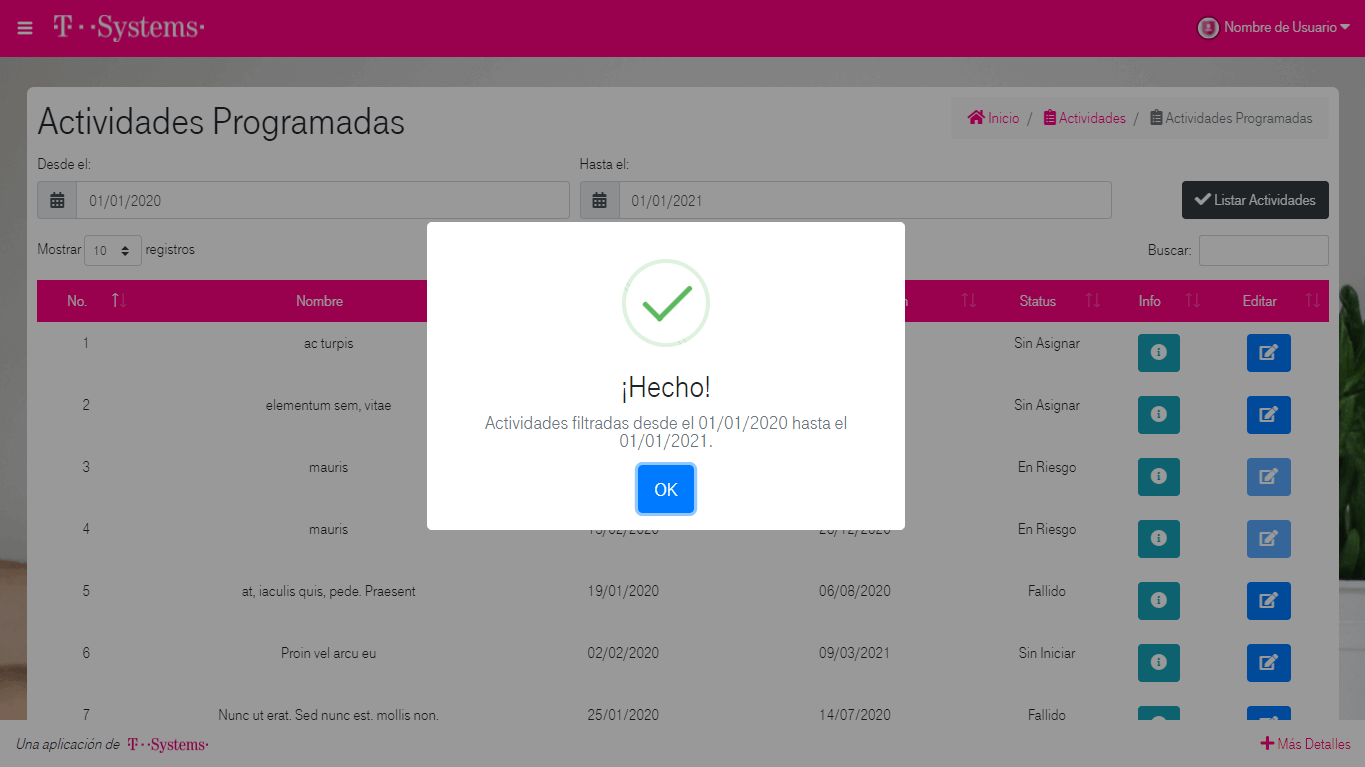 T · · Systems ·
Nombre de Usuario
Actividades Programadas
Inicio / Actividades / Actividades Programadas
Desde el:
Hasta el:
01/01/2020
01/01/2021
Listar Actividades
Mostrar 10 registros
Buscar:
No. Nombre Status Info Editar
1 ac turpis Sin Asignar
2 elementum sem, vitae Sin Asignar
3 mauris En Riesgo
¡Hecho!
Actividades filtradas desde el 01/01/2020 hasta el
01/01/2021.
OK
4 mauris 15/02/2020 En Riesgo
5 at, iaculis quis, pede. Praesent 19/01/2020 06/08/2020 Fallido
6 Proin vel arcu eu 02/02/2020 09/03/2021 Sin Iniciar
7 Nunc ut erat. Sed nunc est. mollis non. 25/01/2020 14/07/2020 Fallido
Una aplicación de T · · Systems ·
Más Detalles